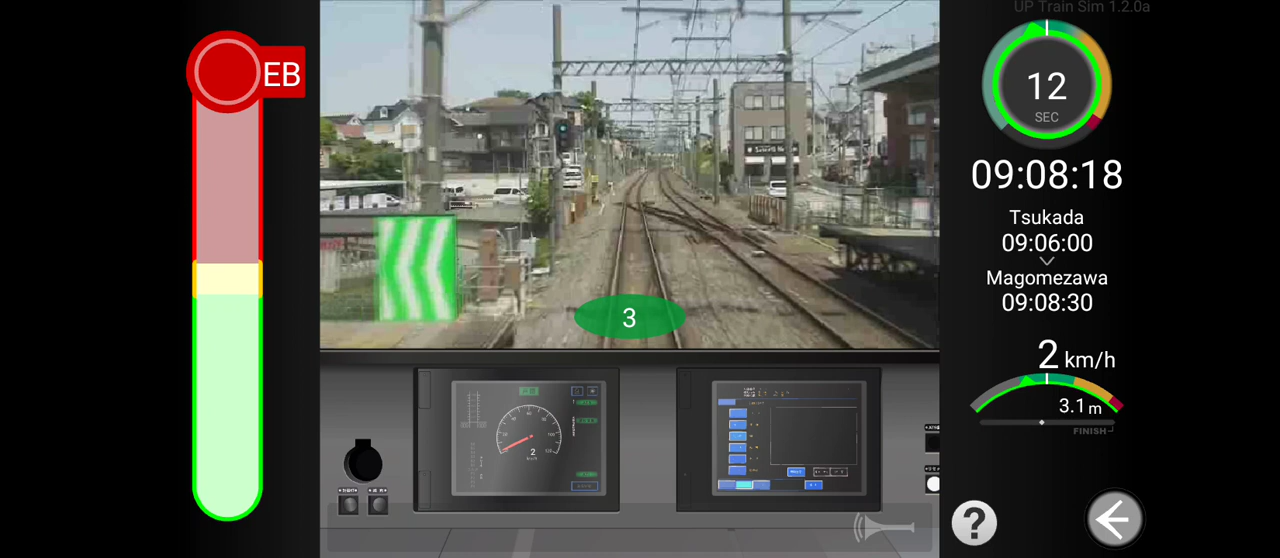 UP Train Sim 1.2.0a
EB
12
SEC
09:08:18
Tsukada
09:06:00
Magomezawa
09:08:30
3
2 km/h
3.1 m
FINISH
2
km/h
?